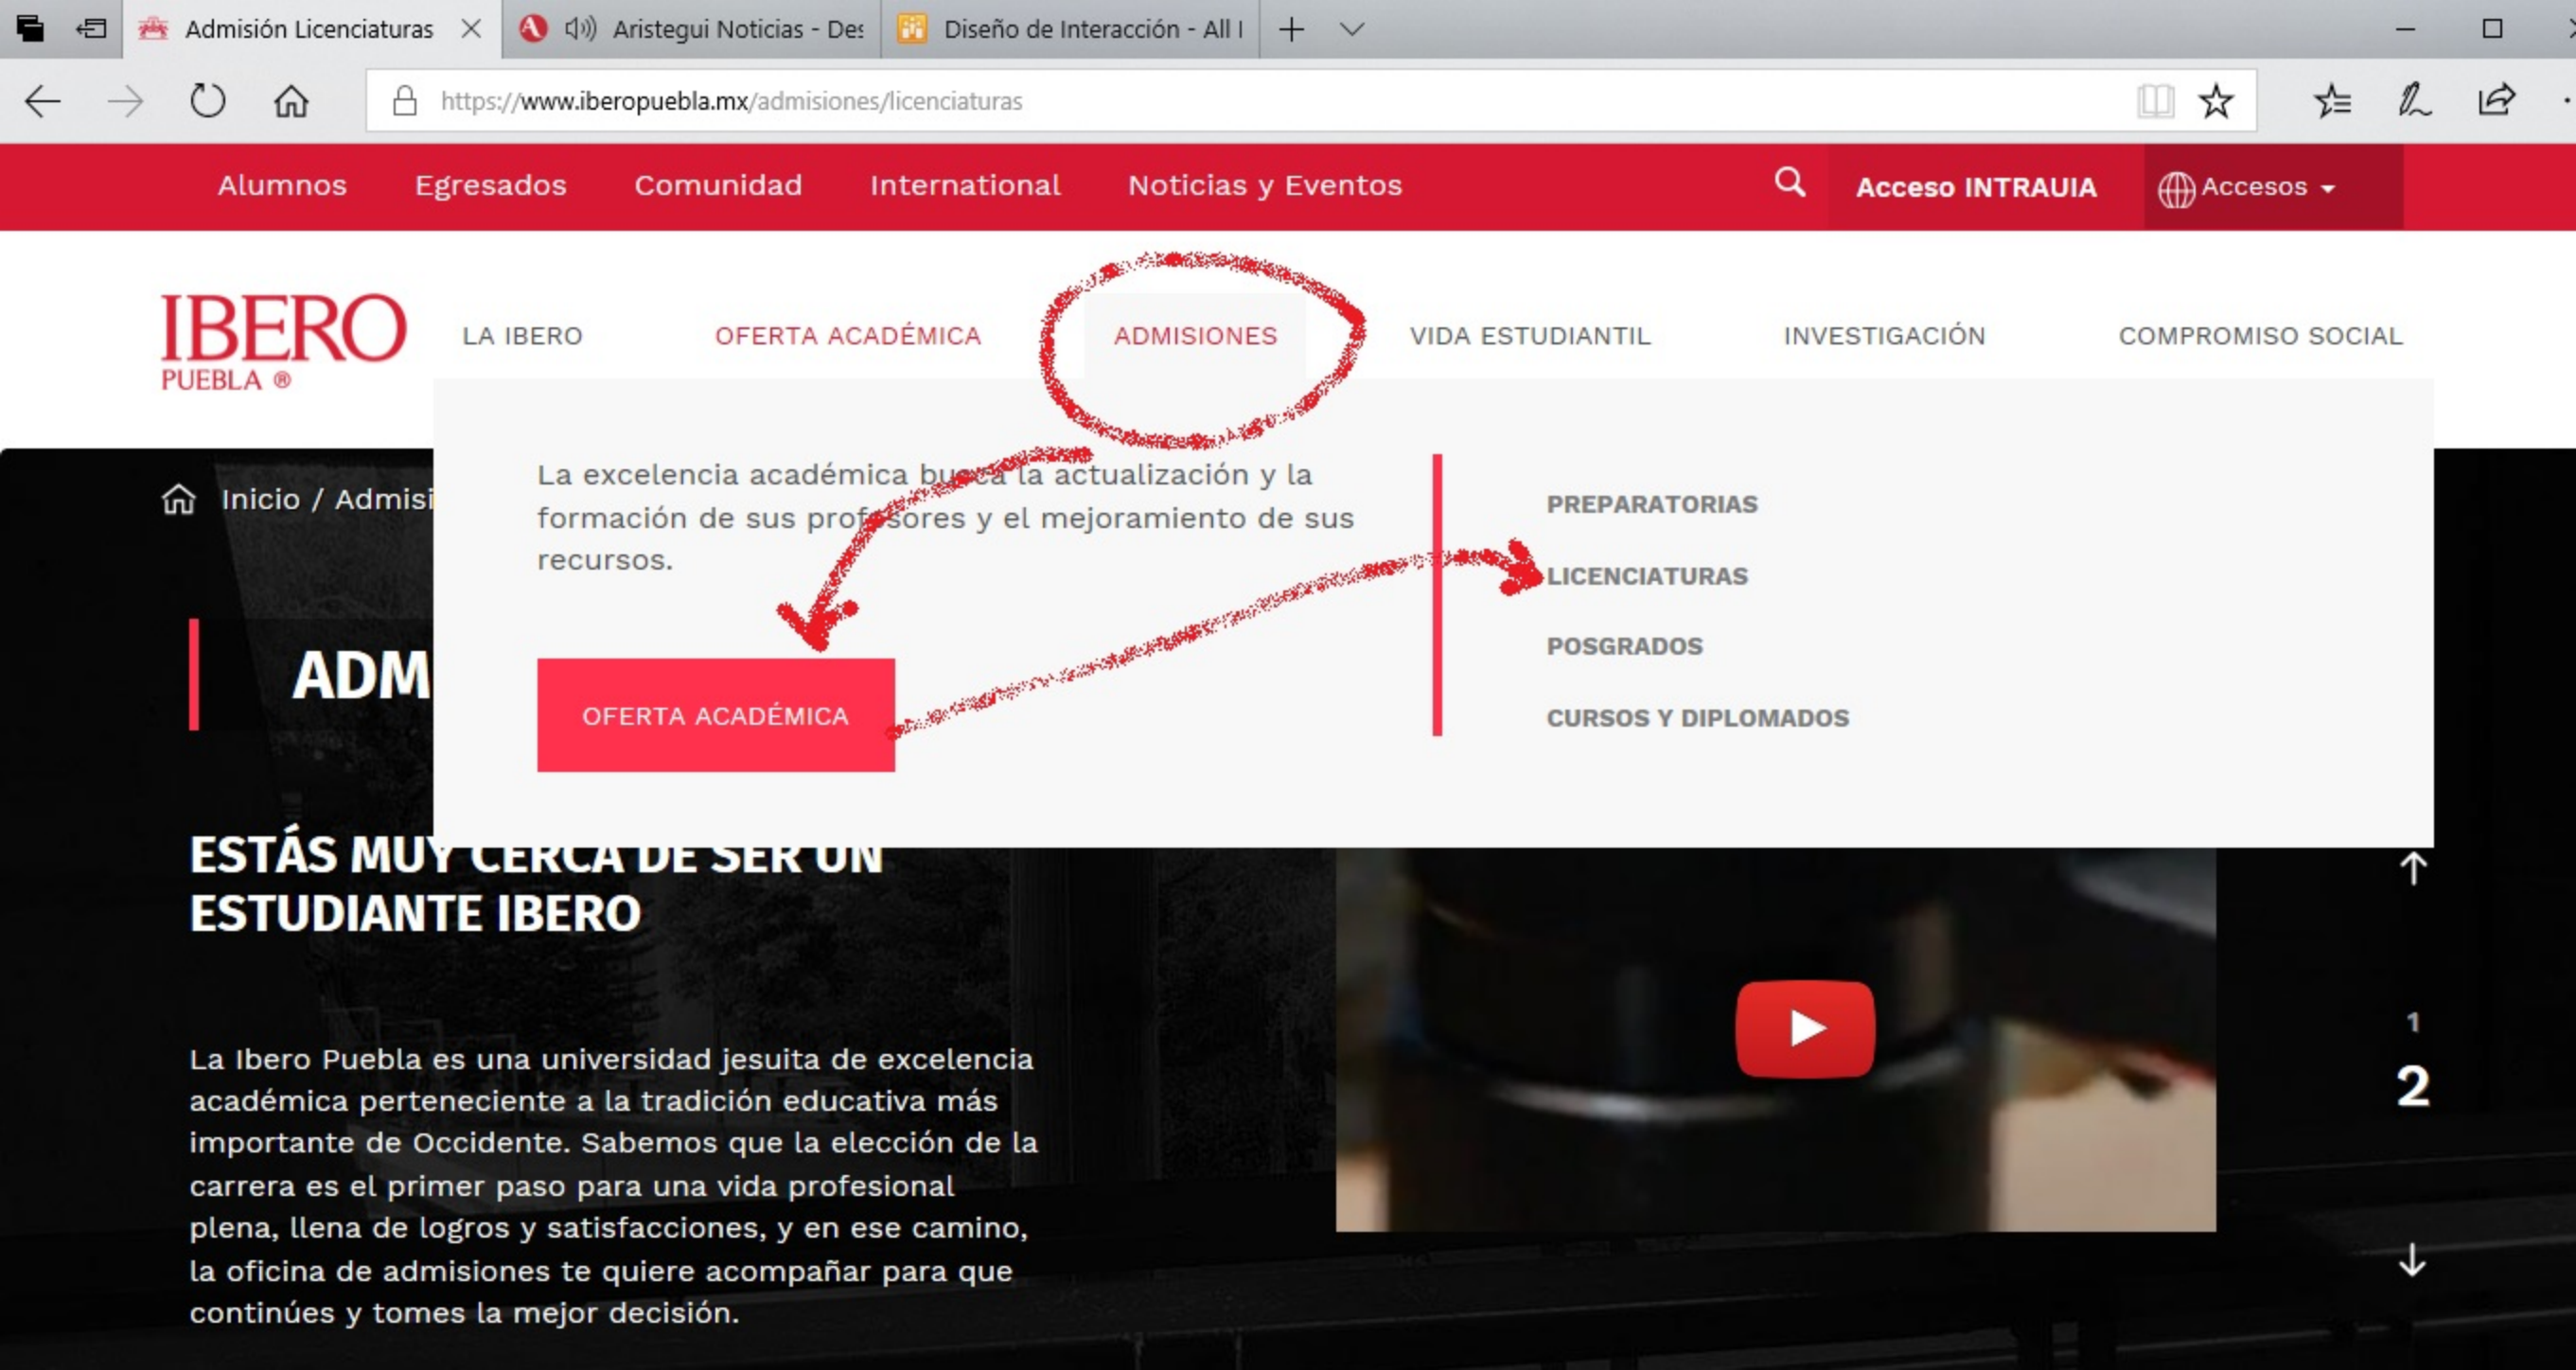 Admisión Licenciaturas
Aristegui Noticias - Des
Diseño de Interacción - All I
https://www.iberopuebla.mx/admisiones/licenciaturas
Alumnos Egresados Comunidad International Noticias y Eventos Acceso INTRAUIA Accesos
IBERO
PUEBLA ®
LA IBERO OFERTA ACADÉMICA ADMISIONES VIDA ESTUDIANTIL INVESTIGACIÓN COMPROMISO SOCIAL
Inicio / Admisi
La excelencia académica busca la actualización y la
formación de sus profesores y el mejoramiento de sus
recursos.
OFERTA ACADÉMICA
PREPARATORIAS
LICENCIATURAS
POSGRADOS
CURSOS Y DIPLOMADOS
ADM
ESTÁS MUY CERCA DE SER UN
ESTUDIANTE IBERO
La Ibero Puebla es una universidad jesuita de excelencia
académica perteneciente a la tradición educativa más
importante de Occidente. Sabemos que la elección de la
carrera es el primer paso para una vida profesional
plena, llena de logros y satisfacciones, y en ese camino,
la oficina de admisiones te quiere acompañar para que
continúes y tomes la mejor decisión.
1
2